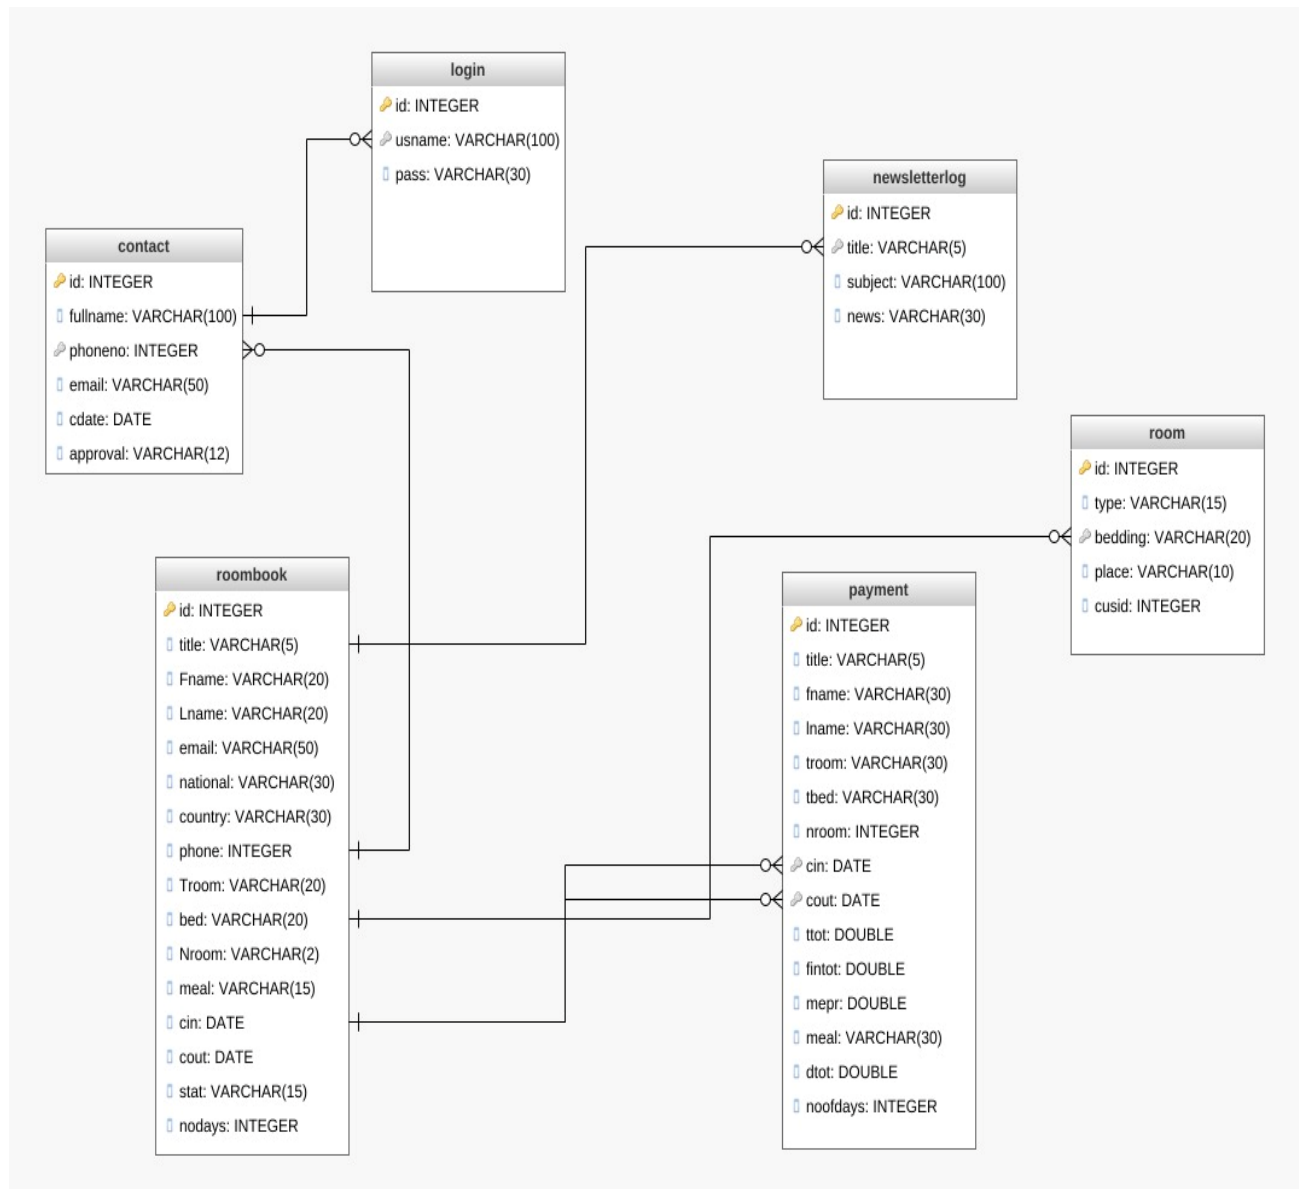 login
id: INTEGER
usname: VARCHAR(100)
pass: VARCHAR(30)
newsletterlog
id: INTEGER
title: VARCHAR(5)
subject: VARCHAR(100)
news: VARCHAR(30)
contact
id: INTEGER
fullname: VARCHAR(100)
phoneno: INTEGER
email: VARCHAR(50)
cdate: DATE
approval: VARCHAR(12)
room
id: INTEGER
type: VARCHAR(15)
bedding: VARCHAR(20)
place: VARCHAR(10)
cusid: INTEGER
roombook
id: INTEGER
title: VARCHAR(5)
Fname: VARCHAR(20)
Lname: VARCHAR(20)
email: VARCHAR(50)
national: VARCHAR(30)
country: VARCHAR(30)
phone: INTEGER
Troom: VARCHAR(20)
bed: VARCHAR(20)
Nroom: VARCHAR(2)
meal: VARCHAR(15)
cin: DATE
cout: DATE
stat: VARCHAR(15)
nodays: INTEGER
payment
id: INTEGER
title: VARCHAR(5)
fname: VARCHAR(30)
lname: VARCHAR(30)
troom: VARCHAR(30)
tbed: VARCHAR(30)
nroom: INTEGER
cin: DATE
cout: DATE
ttot: DOUBLE
fintot: DOUBLE
mepr: DOUBLE
meal: VARCHAR(30)
dtot: DOUBLE
noofdays: INTEGER